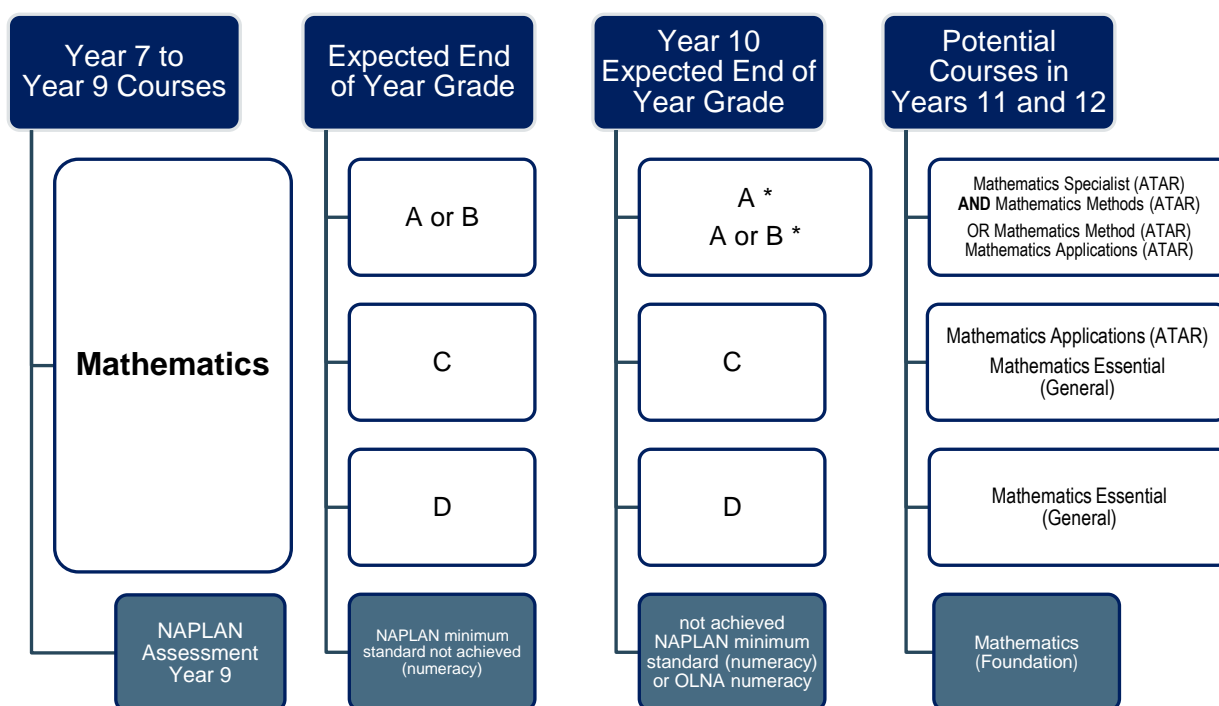 Year 7 to
Year 9 Courses
Mathematics
NAPLAN
Assessment
Year 9
Expected End
of Year Grade
A or B
C
D
NAPLAN minimum
standard not achieved
(numeracy)
Year 10
Expected End of
Year Grade
A *
A or B *
C
D
not achieved
NAPLAN minimum
standard (numeracy)
or OLNA numeracy
Potential
Courses in
Years 11 and 12
Mathematics Specialist (ATAR)
AND Mathematics Methods (ATAR)
OR Mathematics Method (ATAR)
Mathematics Applications (ATAR)
Mathematics Applications (ATAR)
Mathematics Essential
(General)
Mathematics Essential
(General)
Mathematics
(Foundation)